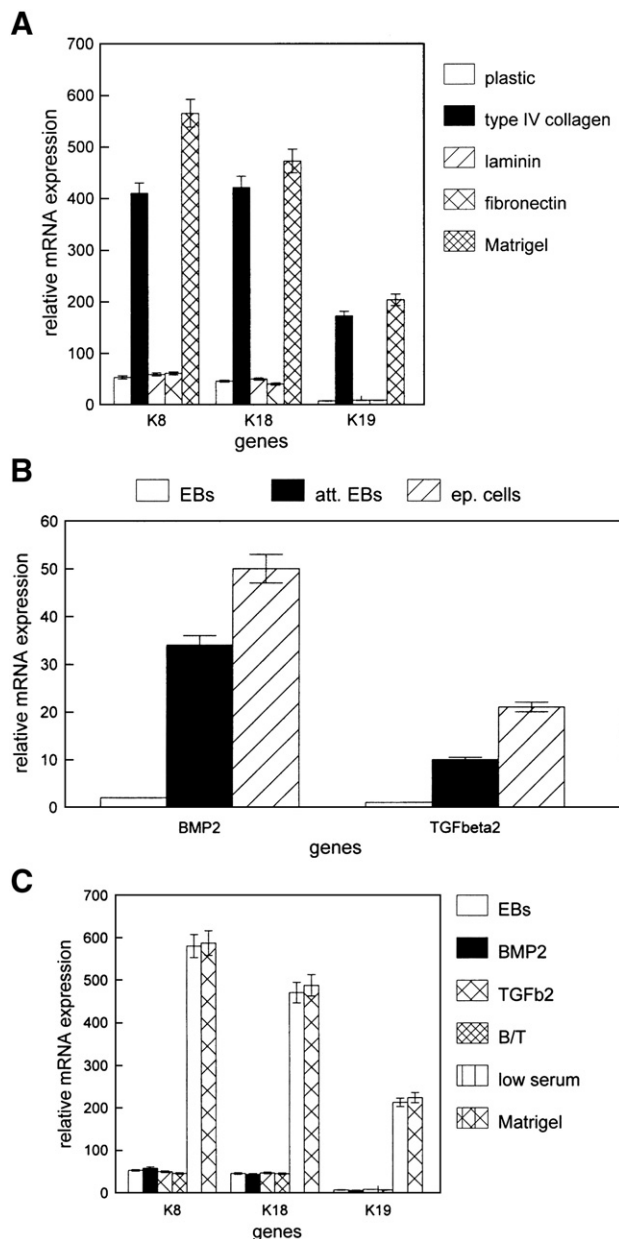 A
700
600
500
400
300
200
100
0
relative mRNA expression
K8 K18 K19
genes
plastic
type IV collagen
laminin
fibronectin
Matrigel
B
EBs att. EBs ep. cells
60
50
40
30
20
10
0
relative mRNA expression
BMP2 TGFbeta2
genes
C
700
600
500
400
300
200
100
0
relative mRNA expression
K8 K18 K19
genes
EBs
BMP2
TGFb2
B/T
low serum
Matrigel